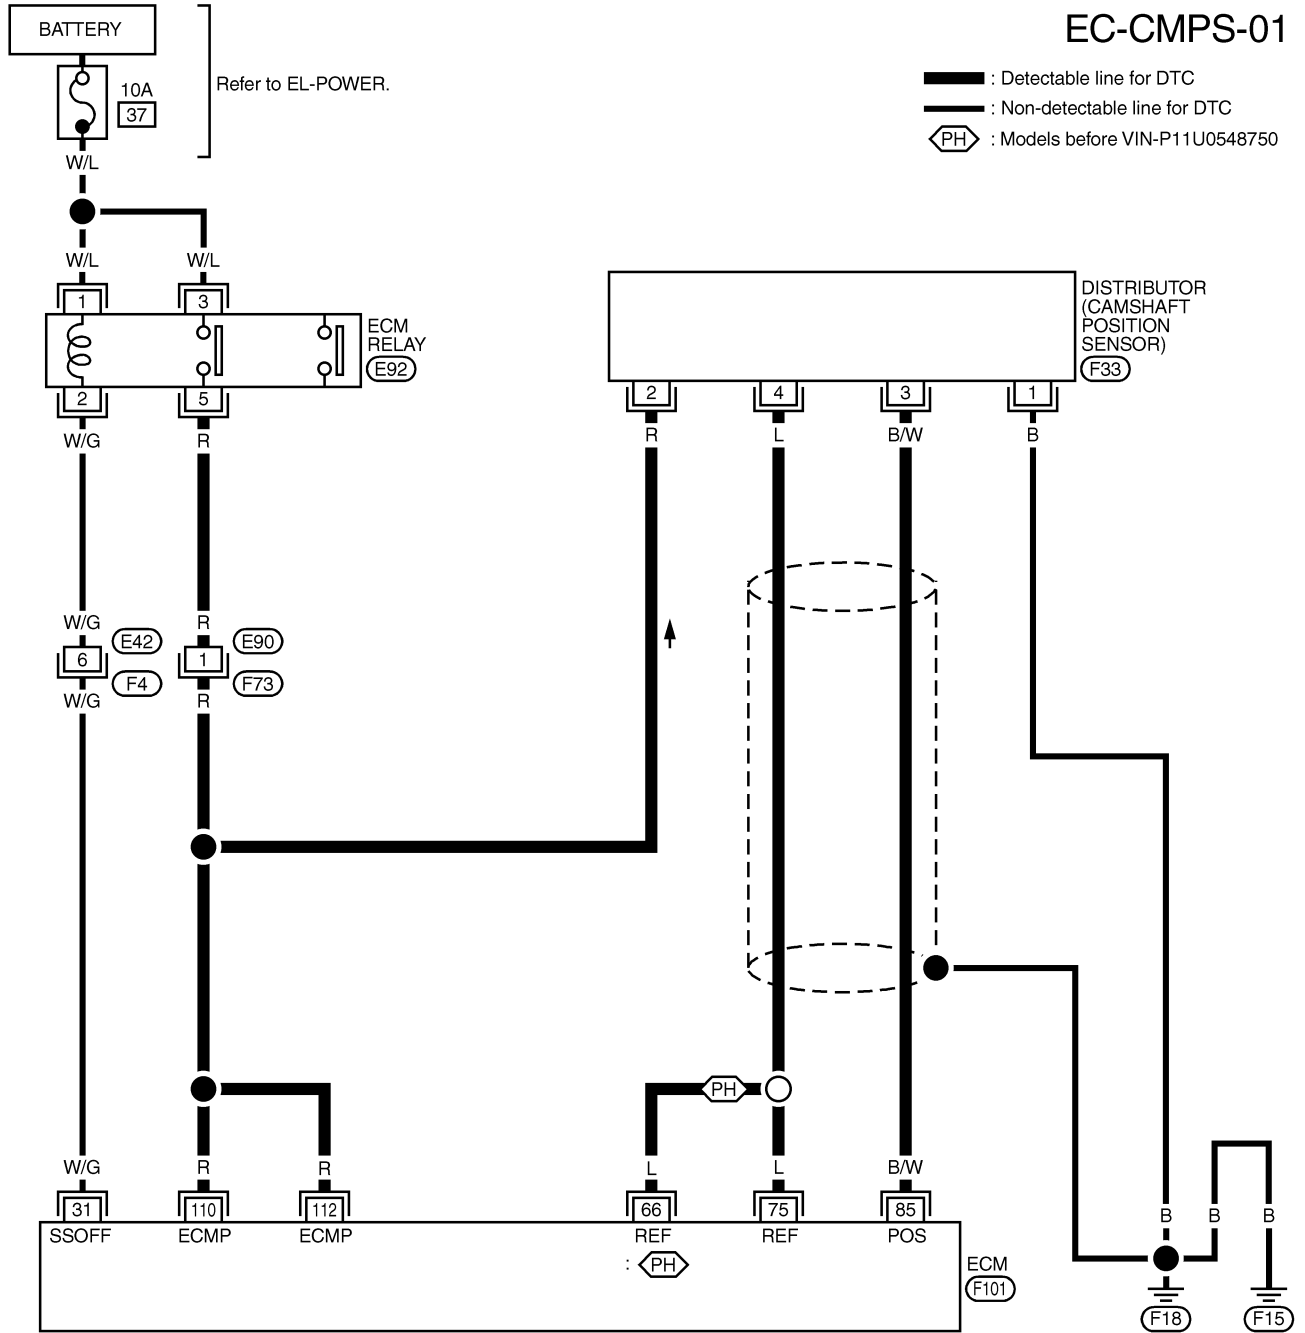 EC-CMPS-01
BATTERY
10A
37
Refer to EL-POWER.
: Detectable line for DTC
: Non-detectable line for DTC
PH : Models before VIN-P11U0548750
W/L
W/L W/L
1 3
ECM
RELAY
E92
2 5
W/G R
DISTRIBUTOR
(CAMSHAFT
POSITION
SENSOR)
F33
2 4 3 1
R L B/W B
W/G R
E42 E90
6 1
F4 F73
W/G R
PH
W/G R R L L B/W
31 110 112 66 75 85
SSOFF ECMP ECMP REF REF POS
: PH
ECM
F101
B B B
F18 F15